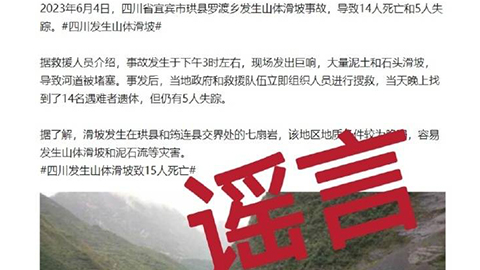 2023年6月4日，四川省宜宾市珙县罗渡乡发生山体滑坡事故，导致14人死亡和5人失
踪。#四川发生山体滑坡#
据救援人员介绍，事故发生于下午3时左右，现场发出巨响，大量泥土和石头滑坡，
导致河道被堵塞。事发后，当地政府和救援队伍立即组织人员进行搜救，当天晚上找
到了14名遇难者遗体，但仍有5人失踪。
据了解，滑坡发生在珙县和筠连县交界处的七扇岩，该地区地质条件较为，容易
发生山体滑坡和泥石流等灾害。
#四川发生山体滑坡致15人死亡#
谣言